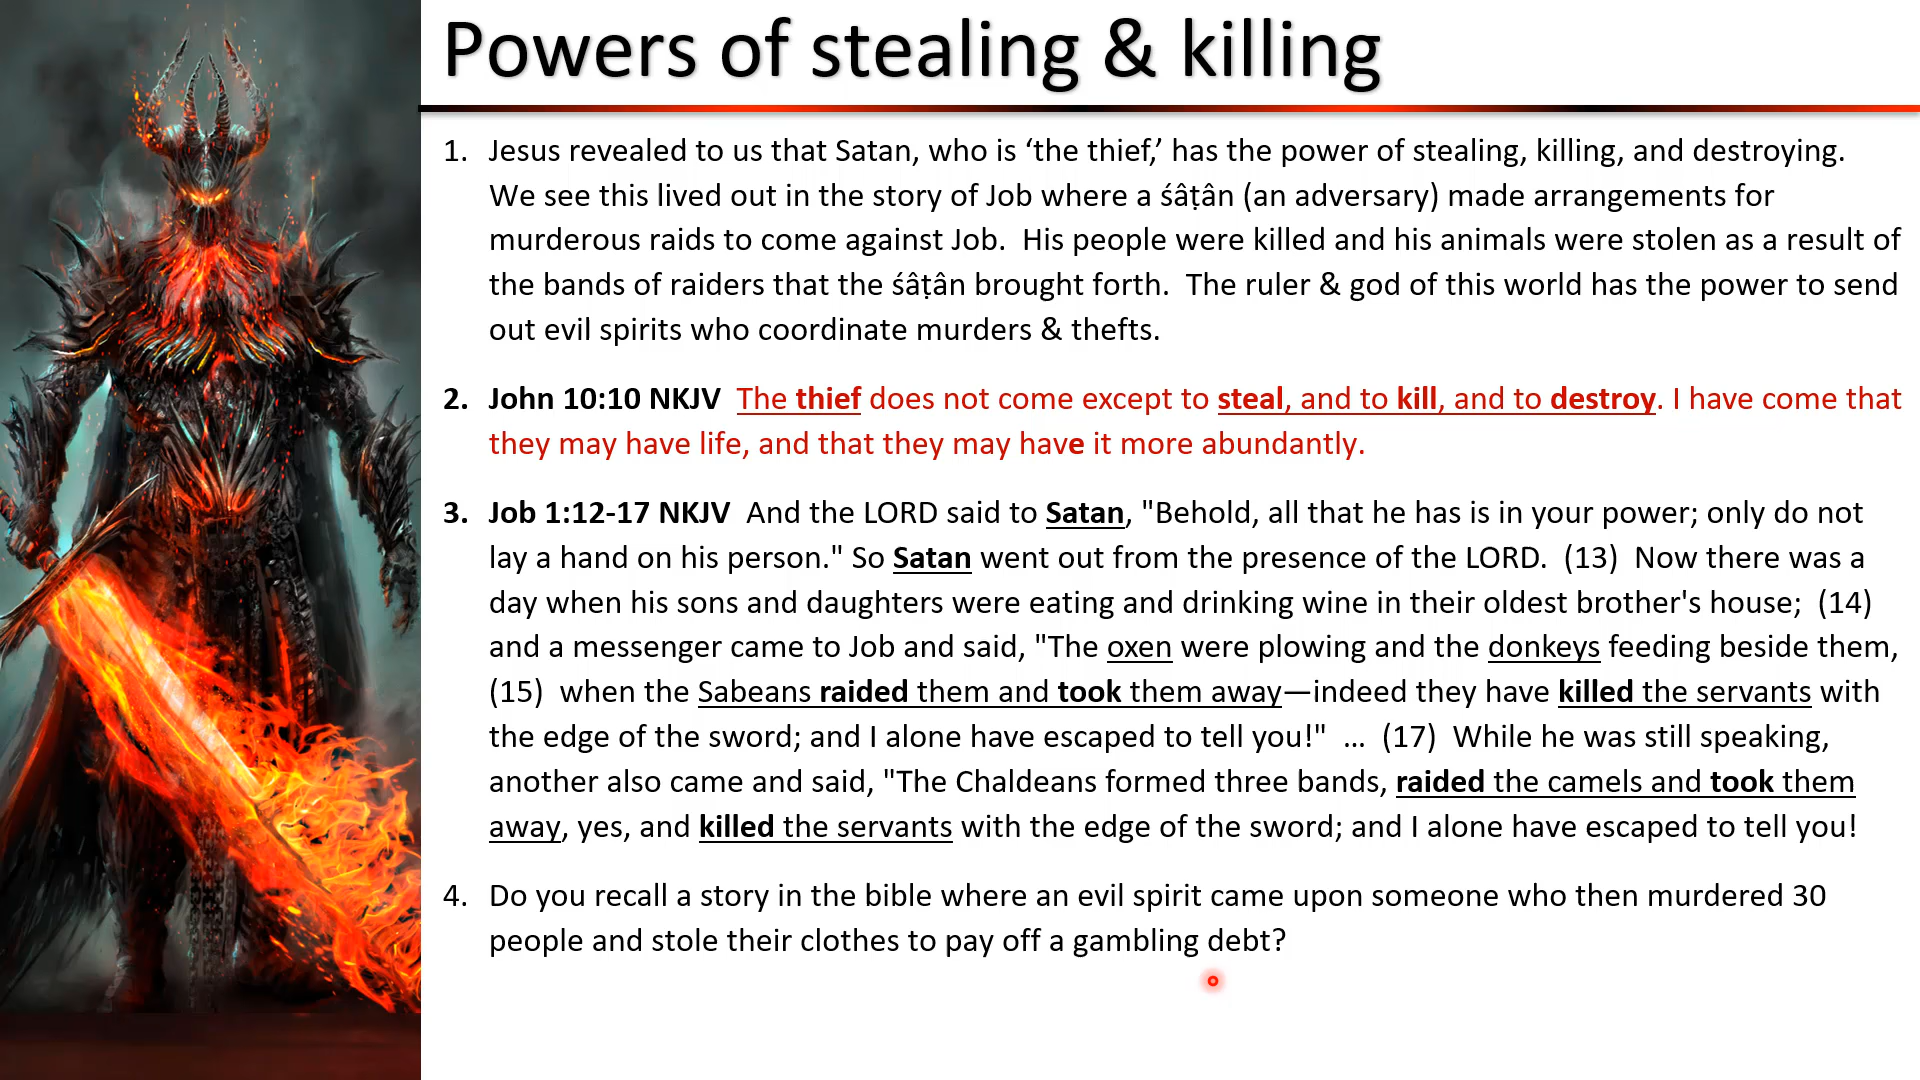 Powers of stealing & killing
1. Jesus revealed to us that Satan, who is ‘the thief,’ has the power of stealing, killing, and destroying.
We see this lived out in the story of Job where a śâṭân (an adversary) made arrangements for
murderous raids to come against Job.  His people were killed and his animals were stolen as a result of
the bands of raiders that the śâṭân brought forth.  The ruler & god of this world has the power to send
out evil spirits who coordinate murders & thefts.
2. John 10:10 NKJV  The thief does not come except to steal, and to kill, and to destroy. I have come that
they may have life, and that they may have it more abundantly.
3. Job 1:12-17 NKJV  And the LORD said to Satan, "Behold, all that he has is in your power; only do not
lay a hand on his person." So Satan went out from the presence of the LORD.  (13)  Now there was a
day when his sons and daughters were eating and drinking wine in their oldest brother's house;  (14)
and a messenger came to Job and said, "The oxen were plowing and the donkeys feeding beside them,
(15)  when the Sabeans raided them and took them away—indeed they have killed the servants with
the edge of the sword; and I alone have escaped to tell you!"  …  (17)  While he was still speaking,
another also came and said, "The Chaldeans formed three bands, raided the camels and took them
away, yes, and killed the servants with the edge of the sword; and I alone have escaped to tell you!
4. Do you recall a story in the bible where an evil spirit came upon someone who then murdered 30
people and stole their clothes to pay off a gambling debt?